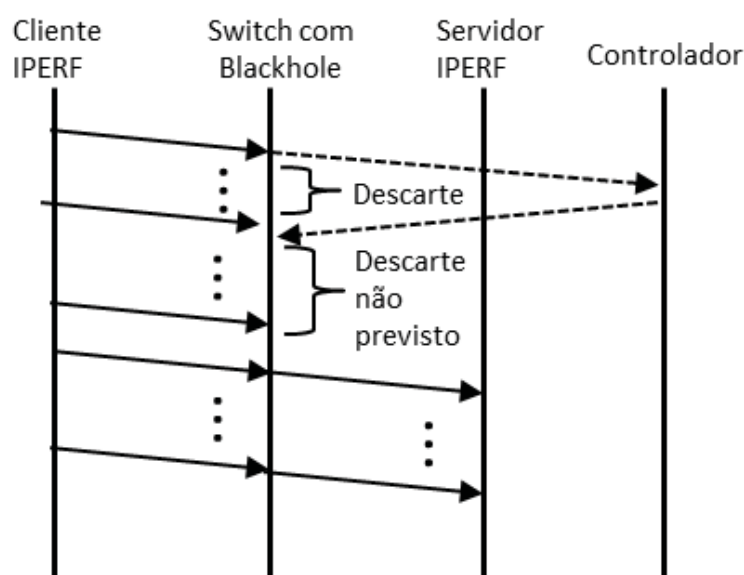 Cliente
IPERF
Switch com
Blackhole
Servidor
IPERF
Controlador
Descarte
Descarte
não
previsto